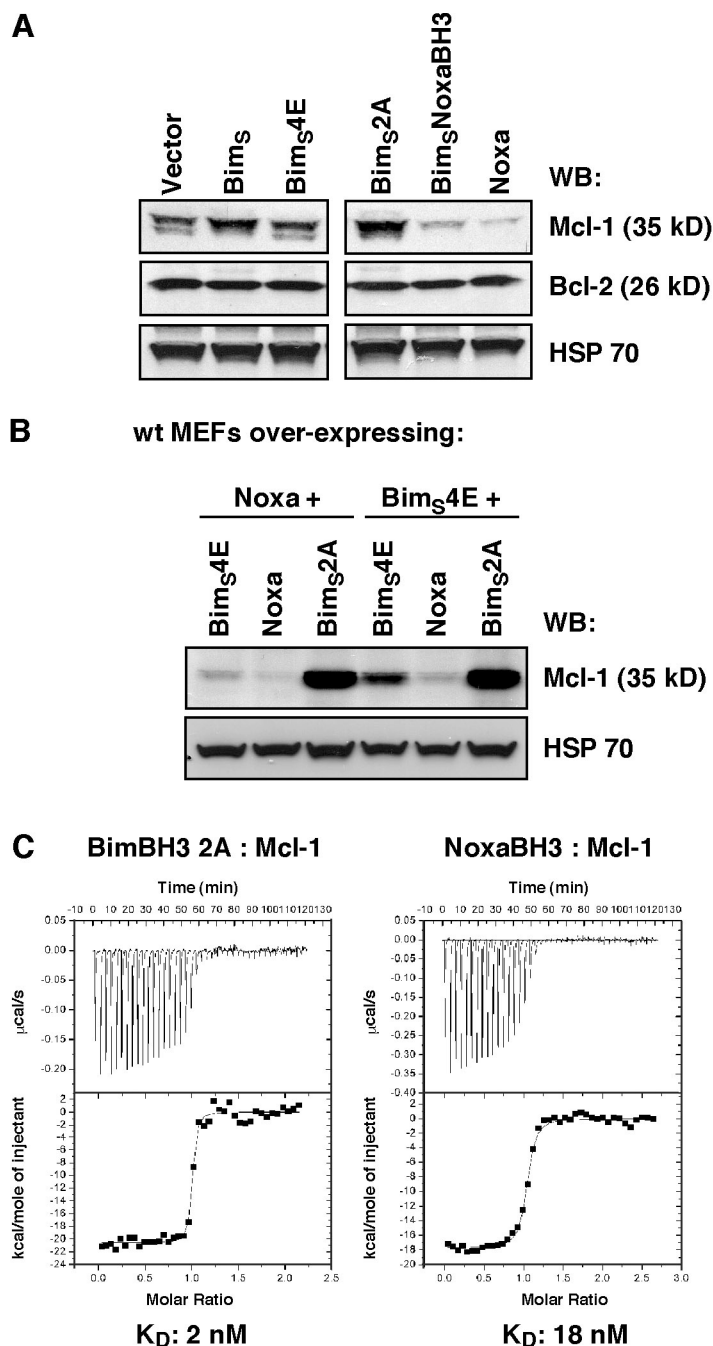 A
Vector
BimS
BimS4E
BimS2A
BimSNoxaBH3
Noxa
WB:
Mcl-1 (35 kD)
Bcl-2 (26 kD)
HSP 70
B
wt MEFs over-expressing:
Noxa +
BimS4E +
BimS4E
Noxa
BimS2A
BimS4E
Noxa
BimS2A
WB:
Mcl-1 (35 kD)
HSP 70
C
BimBH3 2A : Mcl-1
Time (min)
-10 0 10 20 30 40 50 60 70 80 90 100 110 120 130
0.05
0.00
-0.05
-0.10
-0.15
-0.20
µcal/s
2
0
-2
-4
-6
-8
-10
-12
-14
-16
-18
-20
-22
-24
kcal/mole of injectant
0.0 0.5 1.0 1.5 2.0 2.5
Molar Ratio
KD: 2 nM
NoxaBH3 : Mcl-1
Time (min)
-10 0 10 20 30 40 50 60 70 80 90 100 110 120 130
0.05
0.00
-0.05
-0.10
-0.15
-0.20
-0.25
-0.30
-0.35
-0.40
µcal/s
2
0
-2
-4
-6
-8
-10
-12
-14
-16
-18
-20
kcal/mole of injectant
0.0 0.5 1.0 1.5 2.0 2.5 3.0
Molar Ratio
KD: 18 nM